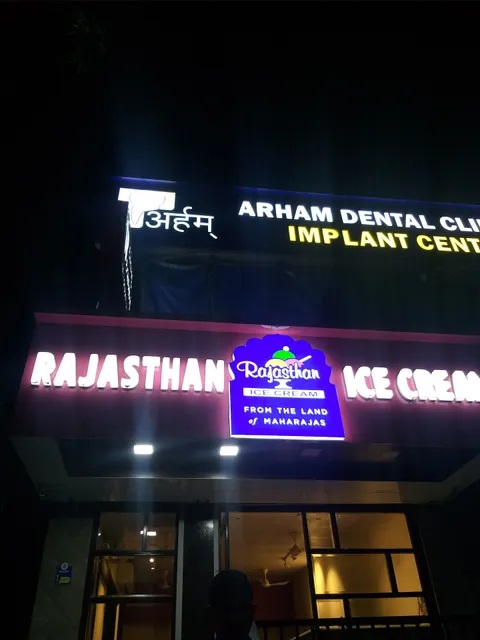 अर्हम्
ARHAM DENTAL CLI
IMPLANT CENT
RAJASTHAN
Rajasthan
ICE CREAM
FROM THE LAND
of MAHARAJAS
ICE CREAM